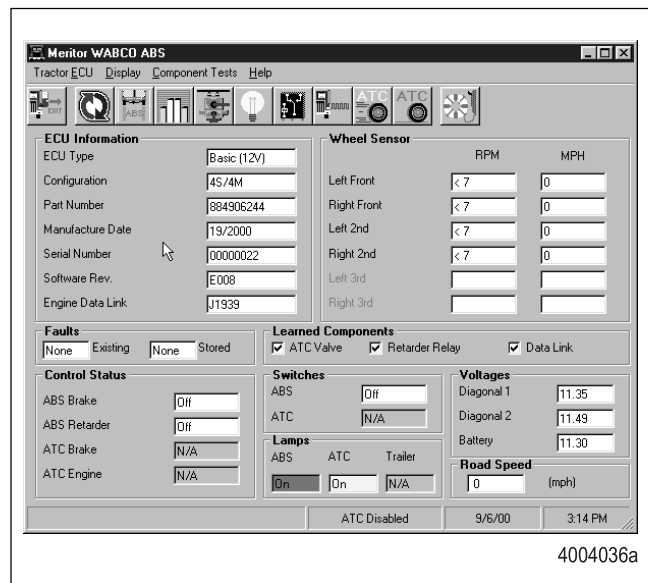 Meritor WABCO ABS
Tractor ECU Display Component Tests Help
EXIT ABS ATC ATC
ECU Information
ECU Type Basic (12V)
Configuration 4S/4M
Part Number 884906244
Manufacture Date 19/2000
Serial Number 00000022
Software Rev. E008
Engine Data Link J1939
Wheel Sensor
RPM MPH
Left Front < 7 0
Right Front < 7 0
Left 2nd < 7 0
Right 2nd < 7 0
Left 3rd
Right 3rd
Faults
None Existing None Stored
Learned Components
ATC Valve Retarder Relay Data Link
Control Status
ABS Brake Off
ABS Retarder Off
ATC Brake N/A
ATC Engine N/A
Switches
ABS Off
ATC N/A
Lamps
ABS ATC Trailer
On On N/A
Voltages
Diagonal 1 11.35
Diagonal 2 11.49
Battery 11.30
Road Speed
0 (mph)
ATC Disabled 9/6/00 3:14 PM
4004036a